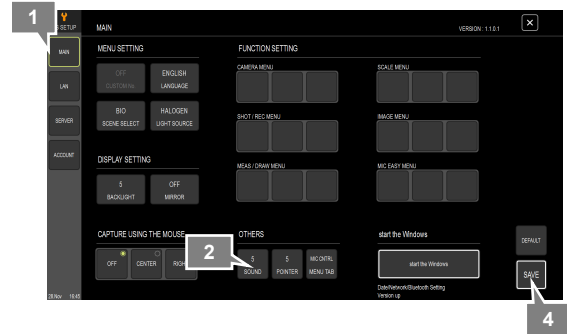 1
S SETUP
MAIN
VERSION : 1.1.0.1
MAIN
LAN
SERVER
ACCOUNT
28 Nov 16:45
MENU SETTING
OFF
CUSTOM No.
ENGLISH
LANGUAGE
BIO
SCENE SELECT
HALOGEN
LIGHT SOURCE
DISPLAY SETTING
5
BACKLIGHT
OFF
MIRROR
CAPTURE USING THE MOUSE
OFF
CENTER
RIGH
FUNCTION SETTING
CAMERA MENU
SCALE MENU
SHOT / REC MENU
IMAGE MENU
MEAS / DRAW MENU
MIC EASY MENU
2
OTHERS
5
SOUND
5
POINTER
MIC CNTRL
MENU TAB
start the Windows
start the Windows
Date/Network/Bluetooth Setting
Version up
DEFAULT
SAVE
4